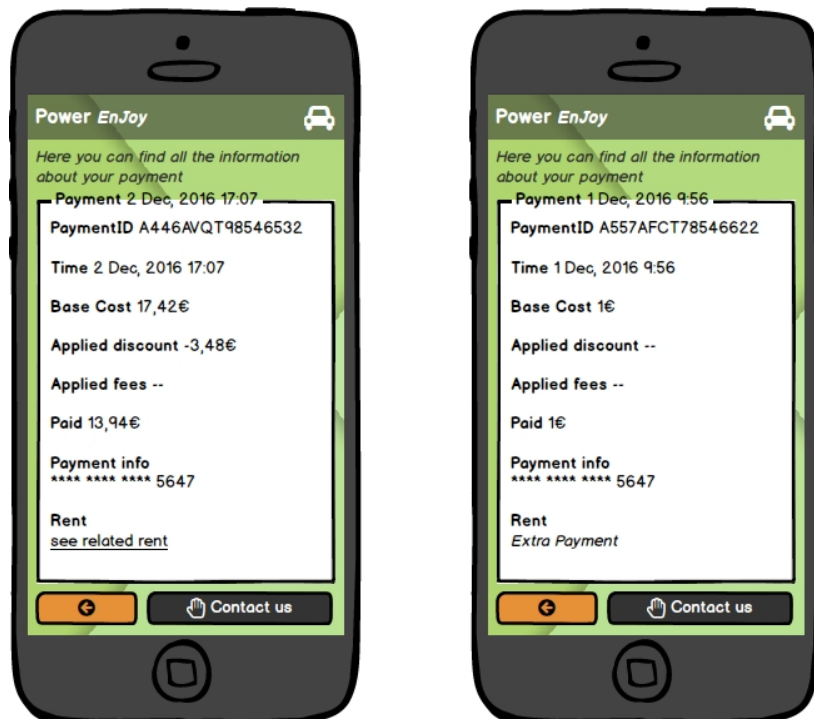 Power EnJoy
Here you can find all the information
about your payment
Payment 2 Dec, 2016 17:07
PaymentID A446AVQT98546532
Time 2 Dec, 2016 17:07
Base Cost 17,42€
Applied discount -3,48€
Applied fees --
Paid 13,94€
Payment info
**** **** **** 5647
Rent
see related rent
Contact us
Power EnJoy
Here you can find all the information
about your payment
Payment 1 Dec, 2016 9:56
PaymentID A557AFCT78546622
Time 1 Dec, 2016 9:56
Base Cost 1€
Applied discount --
Applied fees --
Paid 1€
Payment info
**** **** **** 5647
Rent
Extra Payment
Contact us